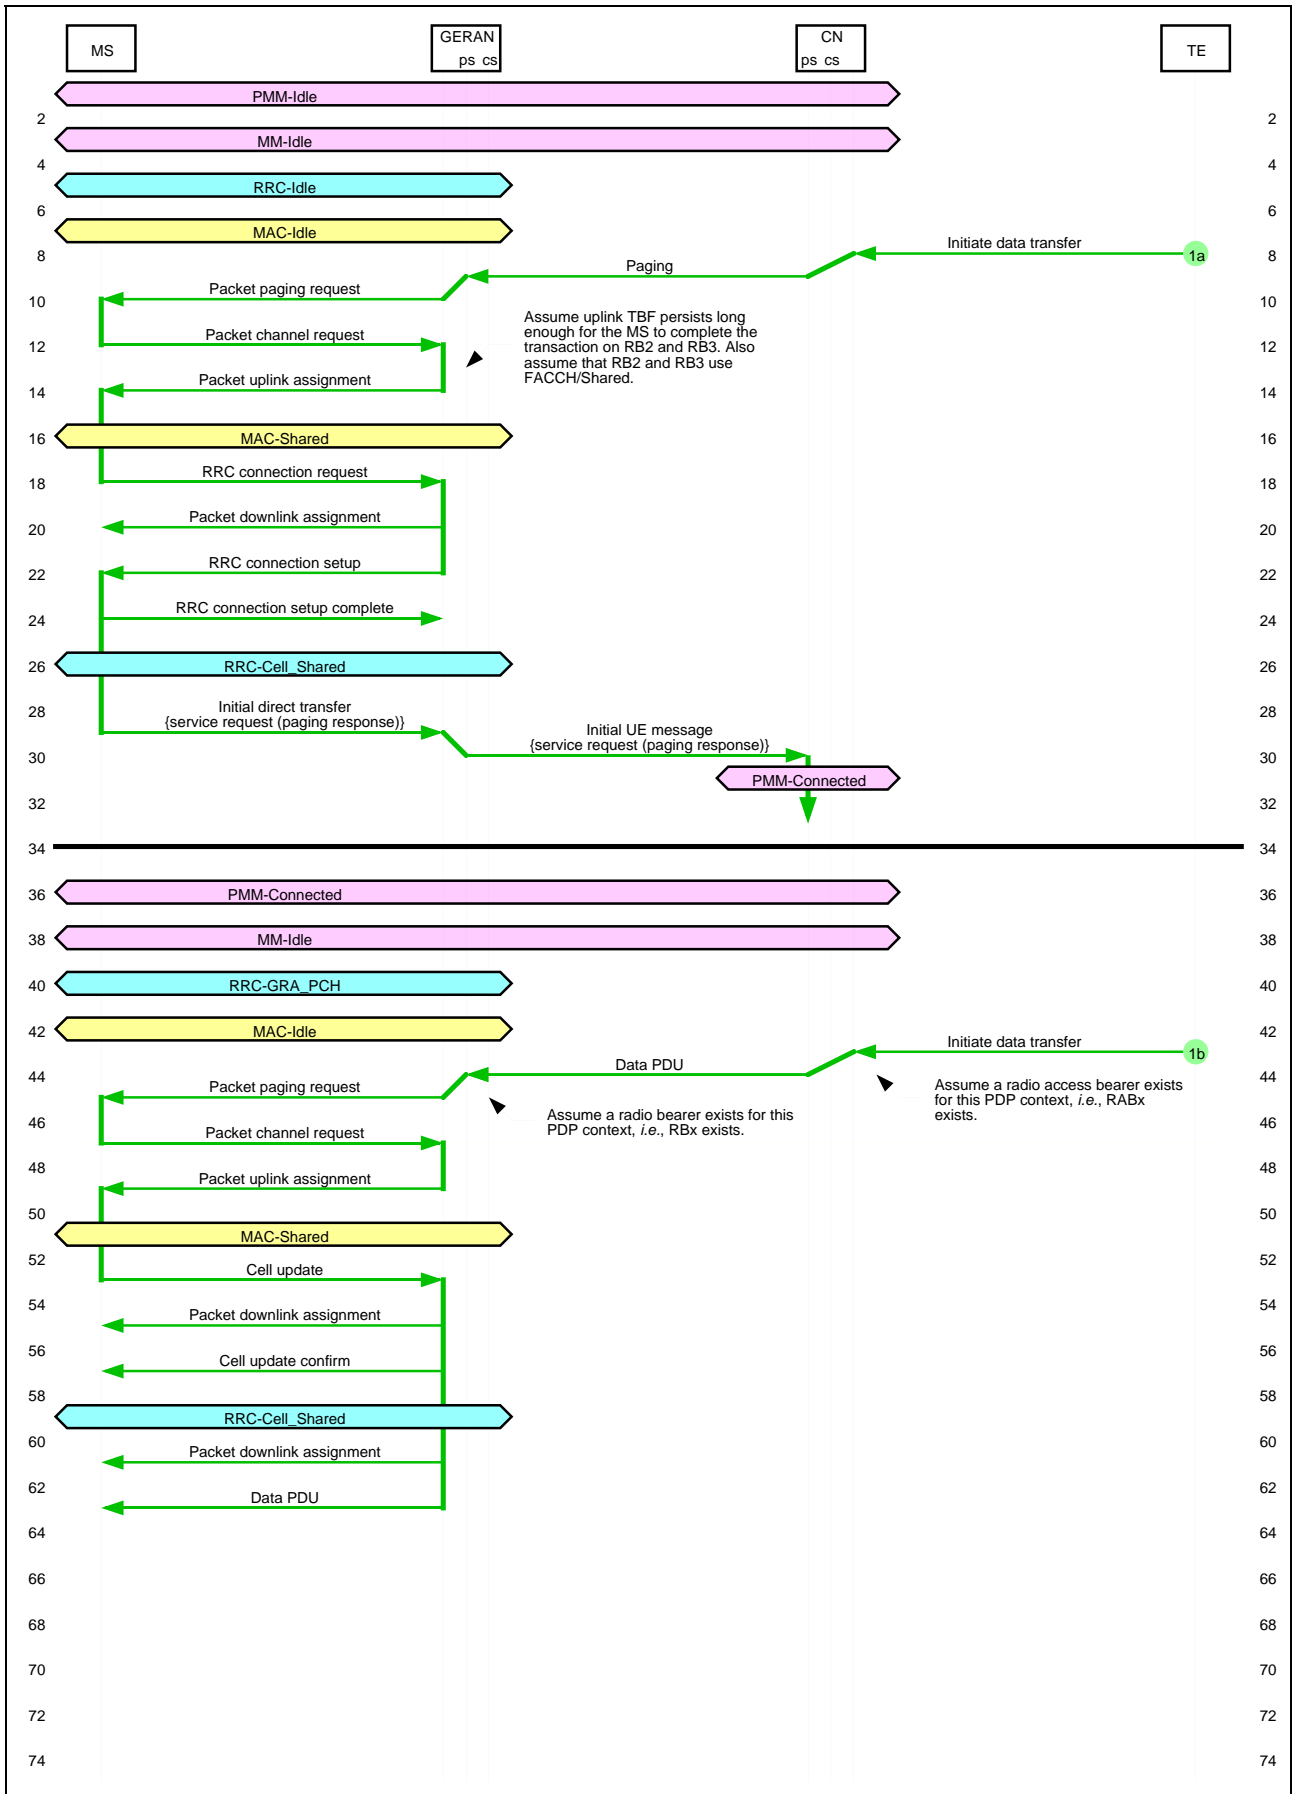 MS
GERAN
ps cs
CN
ps cs
TE
PMM-Idle
2 2
MM-Idle
4 4
RRC-Idle
6 6
MAC-Idle
Initiate data transfer
8 8
1a
Paging
Packet paging request
10 10
Assume uplink TBF persists long
enough for the MS to complete the
transaction on RB2 and RB3. Also
assume that RB2 and RB3 use
FACCH/Shared.
Packet channel request
12 12
Packet uplink assignment
14 14
MAC-Shared
16 16
RRC connection request
18 18
Packet downlink assignment
20 20
RRC connection setup
22 22
RRC connection setup complete
24 24
RRC-Cell_Shared
26 26
Initial direct transfer
{service request (paging response)}
28 28
Initial UE message
{service request (paging response)}
30 30
PMM-Connected
32 32
34 34
PMM-Connected
36 36
MM-Idle
38 38
RRC-GRA_PCH
40 40
MAC-Idle
42 42
Initiate data transfer
1b
Data PDU
44 44
Assume a radio access bearer exists
for this PDP context, i.e., RABx
exists.
Packet paging request
Assume a radio bearer exists for this
PDP context, i.e., RBx exists.
46 46
Packet channel request
48 48
Packet uplink assignment
50 50
MAC-Shared
52 52
Cell update
54 54
Packet downlink assignment
56 56
Cell update confirm
58 58
RRC-Cell_Shared
60 60
Packet downlink assignment
62 62
Data PDU
64 64
66 66
68 68
70 70
72 72
74 74